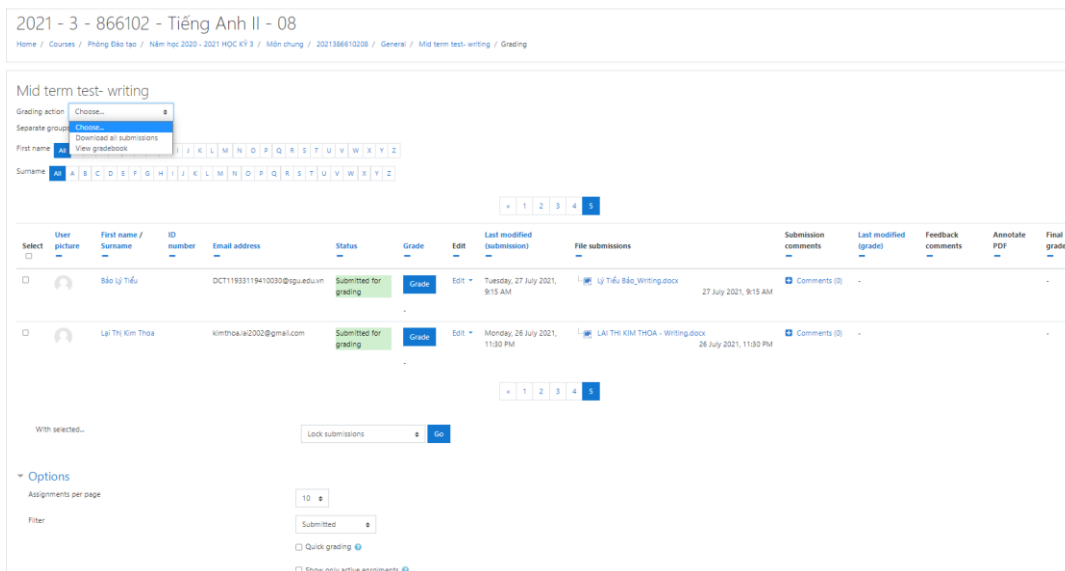 2021 - 3 - 866102 - Tiếng Anh II - 08
Home / Courses / Phòng Đào tạo / Năm học 2020 - 2021 HỌC KỲ 3 / Môn chung / 2021386610208 / General / Mid term test- writing / Grading
Mid term test- writing
Grading action Choose...
Separate groups Choose...
Download all submissions
View gradebook
First name All I J K L M N O P Q R S T U V W X Y Z
Surname All A B C D E F G H I J K L M N O P Q R S T U V W X Y Z
« 1 2 3 4 5
Select User picture First name / Surname ID number Email address Status Grade Edit Last modified (submission) File submissions Submission comments Last modified (grade) Feedback comments Annotate PDF Final grade
Bảo Lý Tiểu DCT11933119410030@sgu.edu.vn Submitted for grading Grade Edit Tuesday, 27 July 2021, 9:15 AM Lý Tiểu Bảo_Writing.docx 27 July 2021, 9:15 AM Comments (0) - -
-
Lại Thị Kim Thoa kimthoa.lai2002@gmail.com Submitted for grading Grade Edit Monday, 26 July 2021, 11:30 PM LAI THI KIM THOA - Writing.docx 26 July 2021, 11:30 PM Comments (0) - -
-
« 1 2 3 4 5
With selected... Lock submissions Go
Options
Assignments per page 10
Filter Submitted
Quick grading
Show only active enrolments